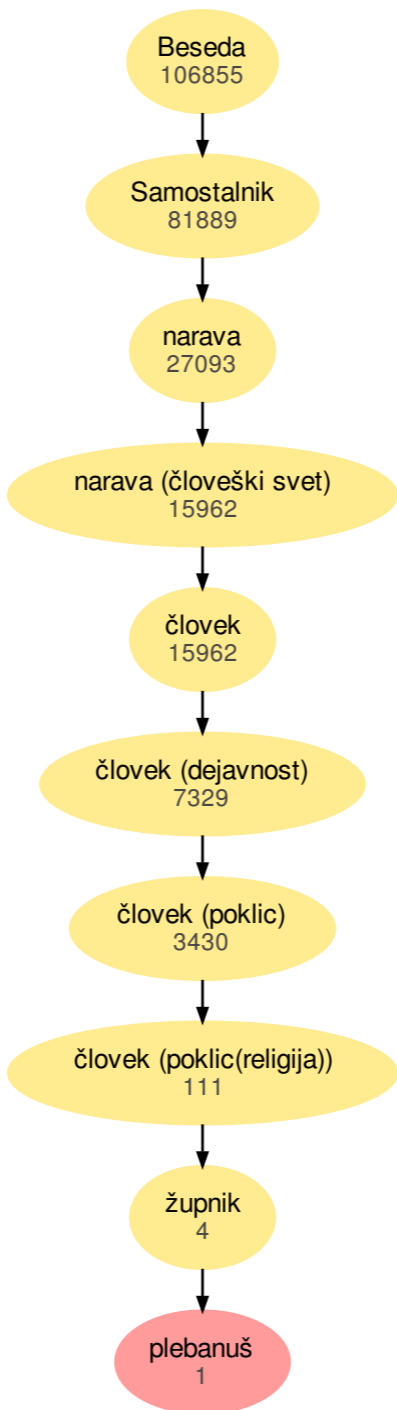 Beseda
106855
Samostalnik
81889
narava
27093
narava (človeški svet)
15962
človek
15962
človek (dejavnost)
7329
človek (poklic)
3430
človek (poklic(religija))
111
župnik
4
plebanuš
1